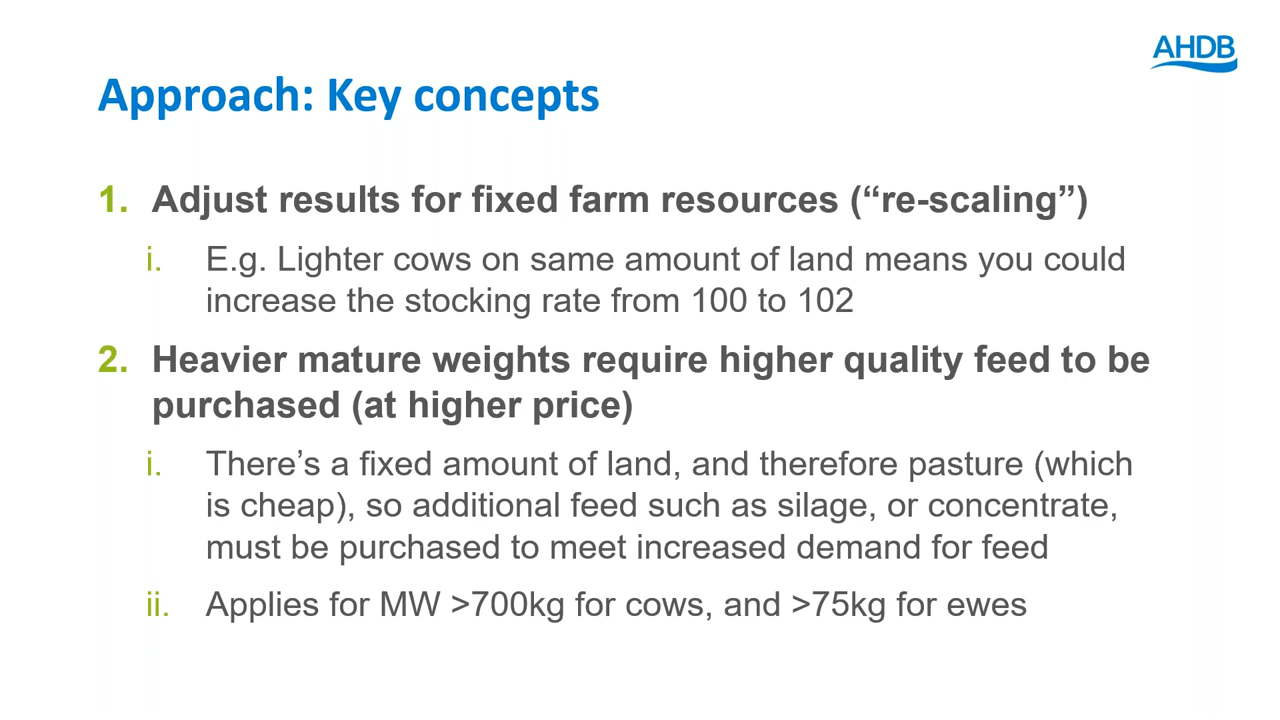 AHDB
Approach: Key concepts
1. Adjust results for fixed farm resources (“re-scaling”)
i. E.g. Lighter cows on same amount of land means you could
increase the stocking rate from 100 to 102
2. Heavier mature weights require higher quality feed to be
purchased (at higher price)
i. There’s a fixed amount of land, and therefore pasture (which
is cheap), so additional feed such as silage, or concentrate,
must be purchased to meet increased demand for feed
ii. Applies for MW >700kg for cows, and >75kg for ewes